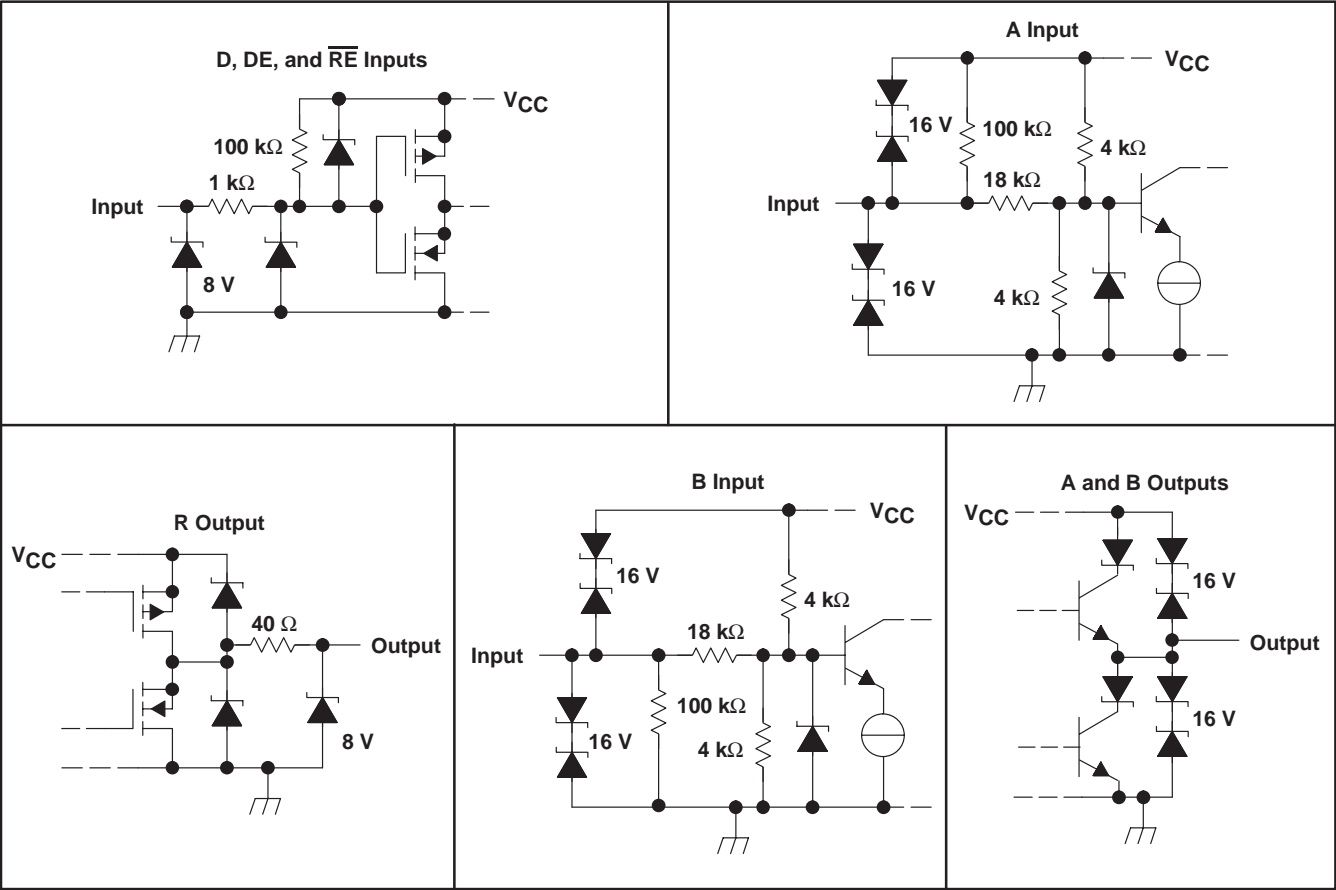 D, DE, and R̅E̅ Inputs
VCC
100 kΩ
1 kΩ
Input
8 V
A Input
VCC
16 V
100 kΩ
4 kΩ
18 kΩ
Input
16 V
4 kΩ
R Output
VCC
40 Ω
Output
8 V
B Input
VCC
16 V
4 kΩ
18 kΩ
Input
100 kΩ
16 V
4 kΩ
A and B Outputs
VCC
16 V
Output
16 V